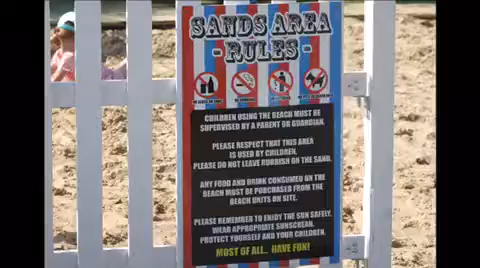 SANDS AREA
- RULES -
CHILDREN USING THE BEACH MUST BE
SUPERVISED BY A PARENT OR GUARDIAN.
PLEASE RESPECT THAT THIS AREA
IS USED BY CHILDREN,
PLEASE DO NOT LEAVE RUBBISH ON THE SAND.
ANY FOOD AND DRINK CONSUMED ON THE
BEACH MUST BE PURCHASED FROM THE
BEACH UNITS ON SITE.
PLEASE REMEMBER TO ENJOY THE SUN SAFELY.
WEAR APPROPRIATE SUNSCREAN.
PROTECT YOURSELF AND YOUR CHILDREN.
MOST OF ALL.. HAVE FUN!